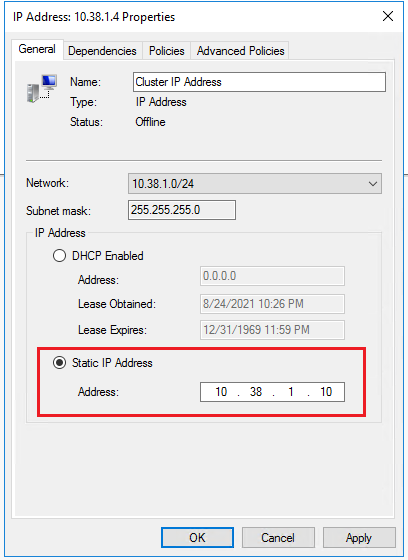 IP Address: 10.38.1.4 Properties
General Dependencies Policies Advanced Policies
Name: Cluster IP Address
Type: IP Address
Status: Offline
Network: 10.38.1.0/24
Subnet mask: 255.255.255.0
IP Address
DHCP Enabled
Address: 0.0.0.0
Lease Obtained: 8/24/2021 10:26 PM
Lease Expires: 12/31/1969 11:59 PM
Static IP Address
Address: 10 . 38 . 1 . 10
OK Cancel Apply